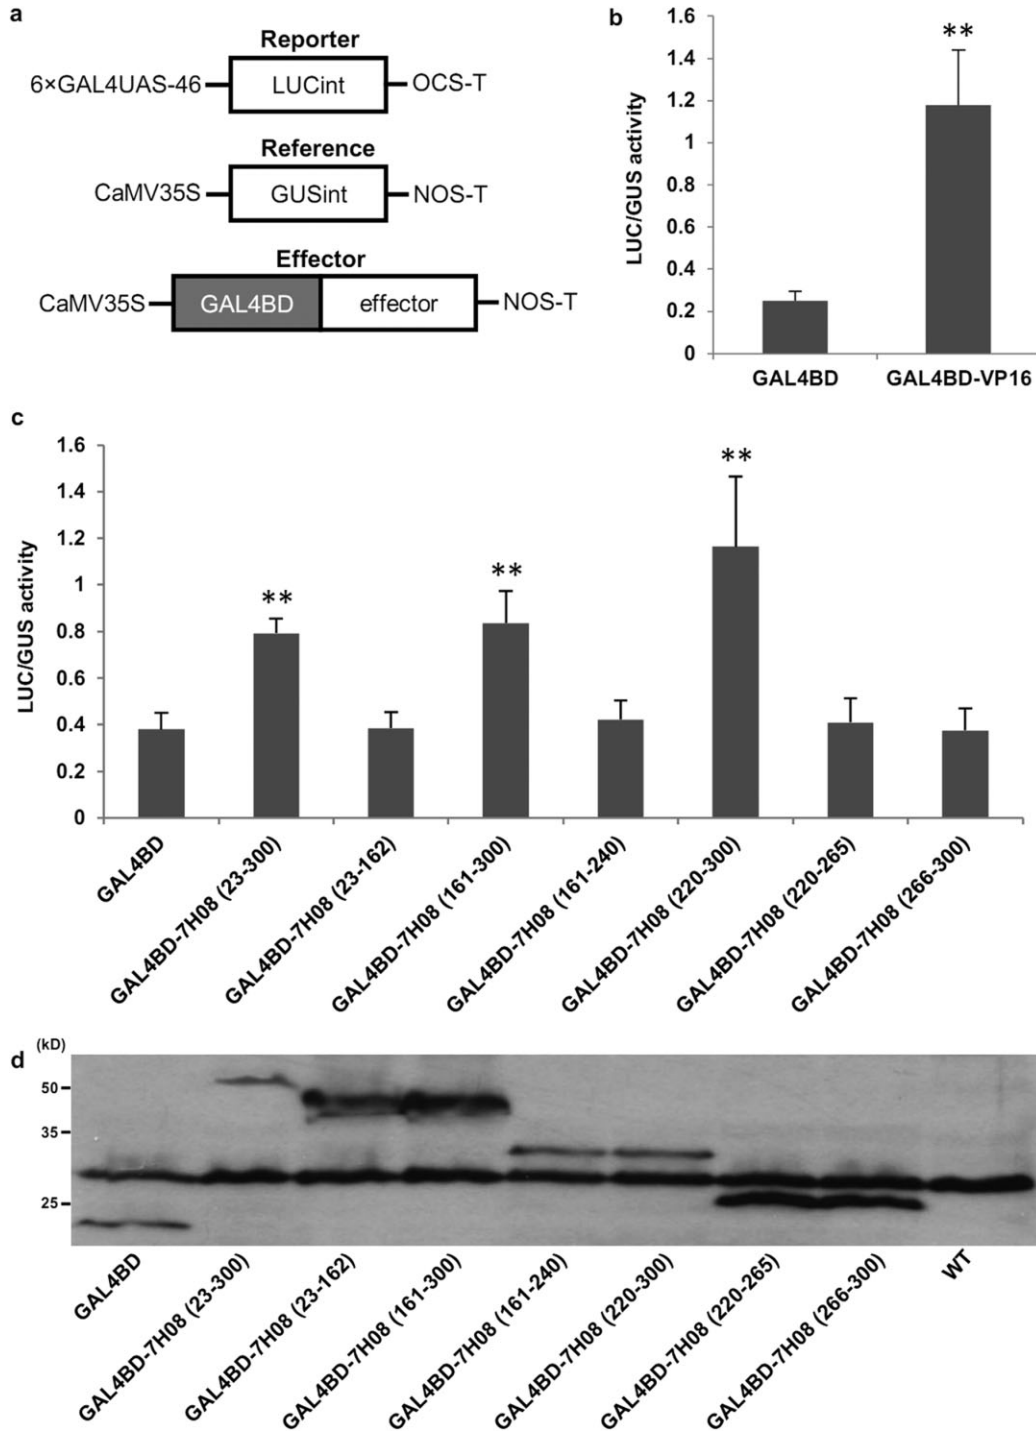 a
Reporter
6×GAL4UAS-46 LUCint OCS-T
Reference
CaMV35S GUSint NOS-T
Effector
CaMV35S GAL4BD effector NOS-T
b
LUC/GUS activity
1.6
1.4
1.2
1
0.8
0.6
0.4
0.2
0
**
GAL4BD GAL4BD-VP16
c
LUC/GUS activity
1.6
1.4
1.2
1
0.8
0.6
0.4
0.2
0
** ** **
GAL4BD
GAL4BD-7H08 (23-300)
GAL4BD-7H08 (23-162)
GAL4BD-7H08 (161-300)
GAL4BD-7H08 (161-240)
GAL4BD-7H08 (220-300)
GAL4BD-7H08 (220-265)
GAL4BD-7H08 (266-300)
d
(kD)
50
35
25
GAL4BD
GAL4BD-7H08 (23-300)
GAL4BD-7H08 (23-162)
GAL4BD-7H08 (161-300)
GAL4BD-7H08 (161-240)
GAL4BD-7H08 (220-300)
GAL4BD-7H08 (220-265)
GAL4BD-7H08 (266-300)
WT